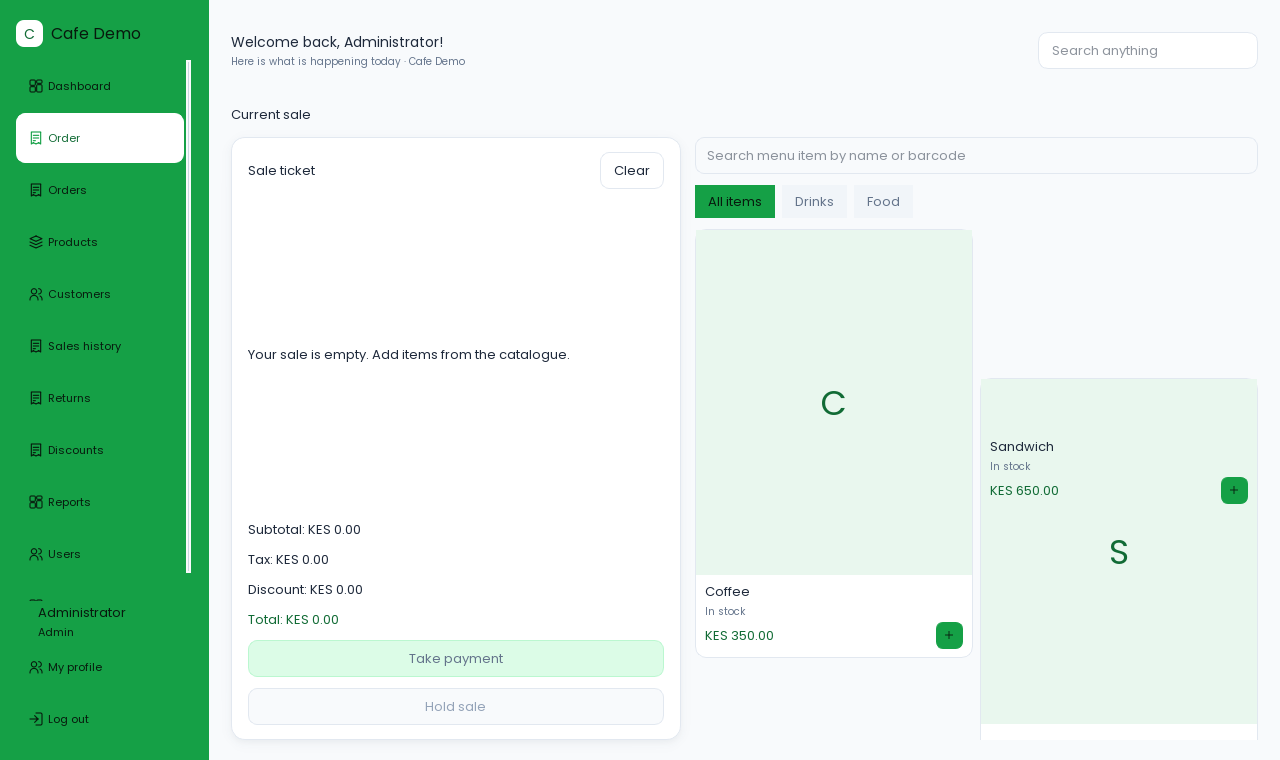 C Cafe Demo
Dashboard
Order
Orders
Products
Customers
Sales history
Returns
Discounts
Reports
Users
Administrator
Admin
My profile
Log out
Welcome back, Administrator!
Here is what is happening today · Cafe Demo
Search anything
Current sale
Sale ticket
Clear
Your sale is empty. Add items from the catalogue.
Subtotal: KES 0.00
Tax: KES 0.00
Discount: KES 0.00
Total: KES 0.00
Take payment
Hold sale
Search menu item by name or barcode
All items Drinks Food
C
Coffee
In stock
KES 350.00 +
Sandwich
In stock
KES 650.00 +
S